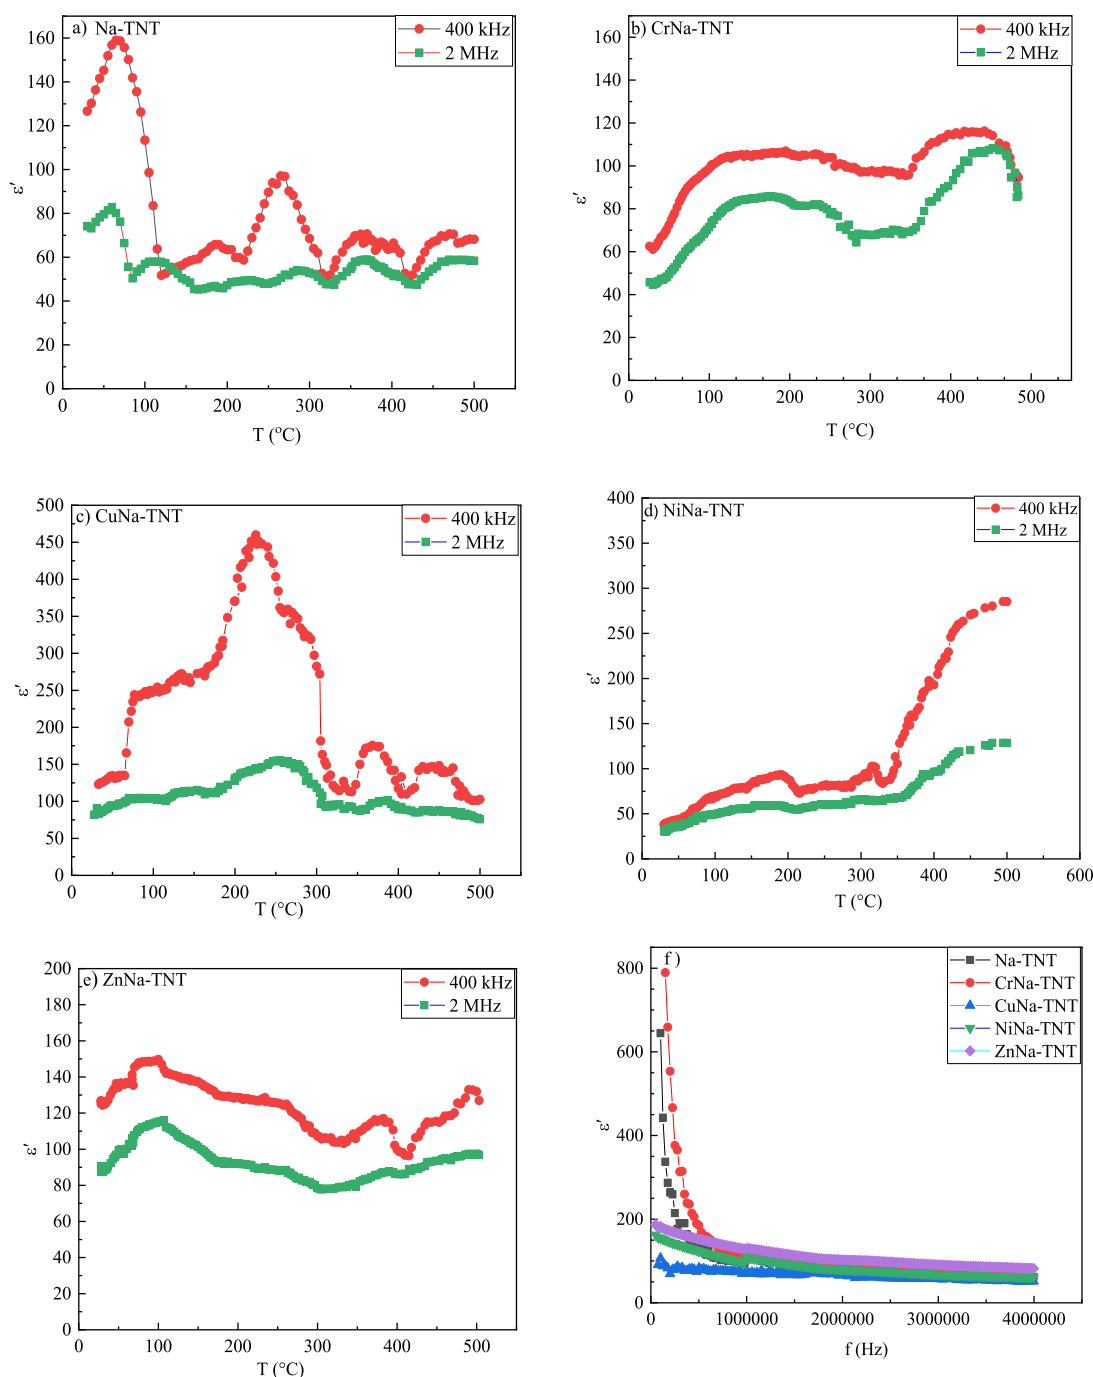 a) Na-TNT
400 kHz
2 MHz
160
140
120
100
80
60
40
20
0
ε′
0 100 200 300 400 500
T (°C)
b) CrNa-TNT
400 kHz
2 MHz
160
140
120
100
80
60
40
20
0
ε′
0 100 200 300 400 500
T (°C)
c) CuNa-TNT
400 kHz
2 MHz
500
450
400
350
300
250
200
150
100
50
0
ε′
0 100 200 300 400 500
T (°C)
d) NiNa-TNT
400 kHz
2 MHz
400
350
300
250
200
150
100
50
0
ε′
0 100 200 300 400 500 600
T (°C)
e) ZnNa-TNT
400 kHz
2 MHz
200
180
160
140
120
100
80
60
40
20
0
ε′
0 100 200 300 400 500
T (°C)
f )
Na-TNT
CrNa-TNT
CuNa-TNT
NiNa-TNT
ZnNa-TNT
800
600
400
200
0
ε′
0 1000000 2000000 3000000 4000000
f (Hz)